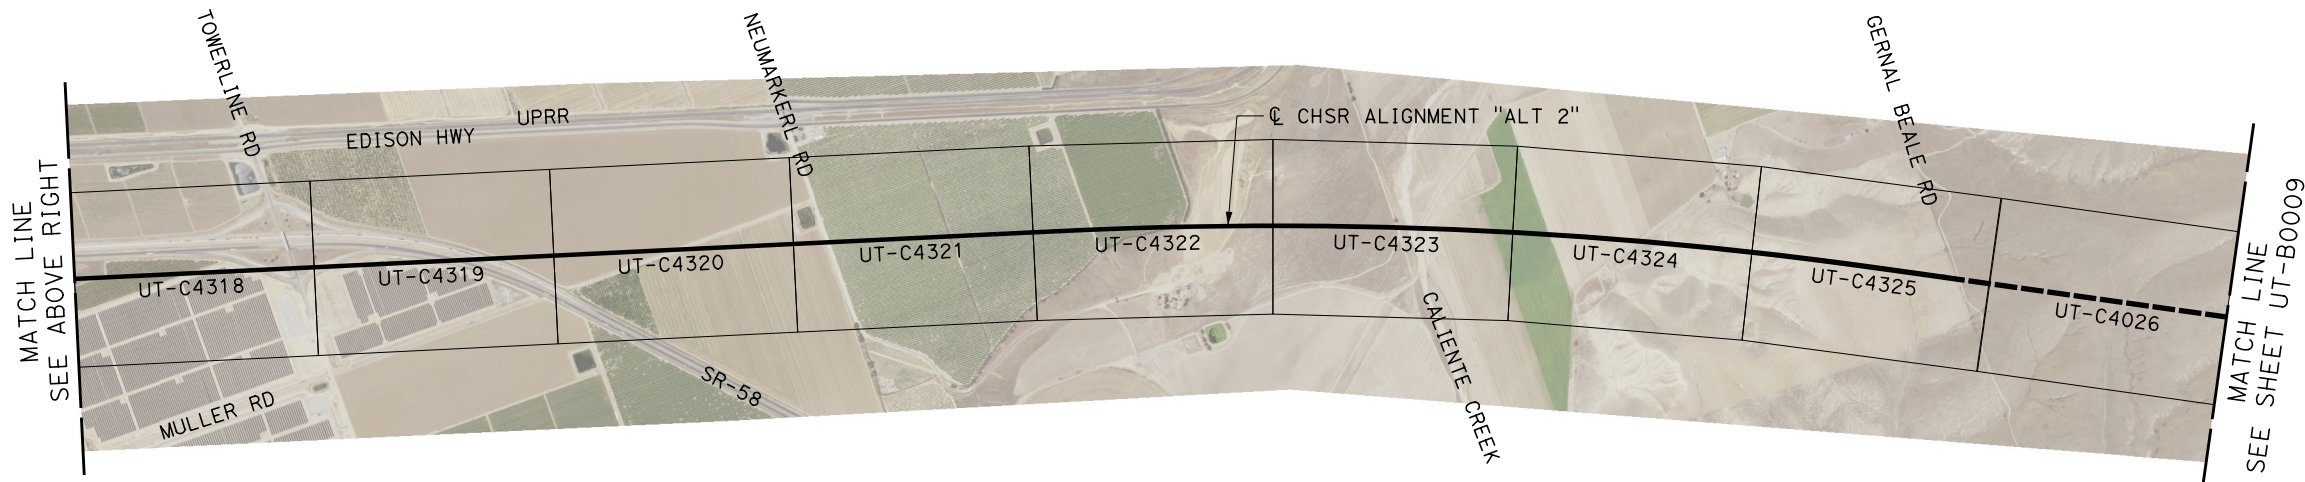 TOWERLINE RD
NEUMARKERL RD
GERNAL BEALE RD
UPRR
EDISON HWY
℄ CHSR ALIGNMENT "ALT 2"
MATCH LINE
SEE ABOVE RIGHT
UT-C4318
UT-C4319
UT-C4320
UT-C4321
UT-C4322
UT-C4323
UT-C4324
UT-C4325
UT-C4026
MATCH LINE
SEE SHEET UT-B0009
MULLER RD
SR-58
CALIENTE CREEK